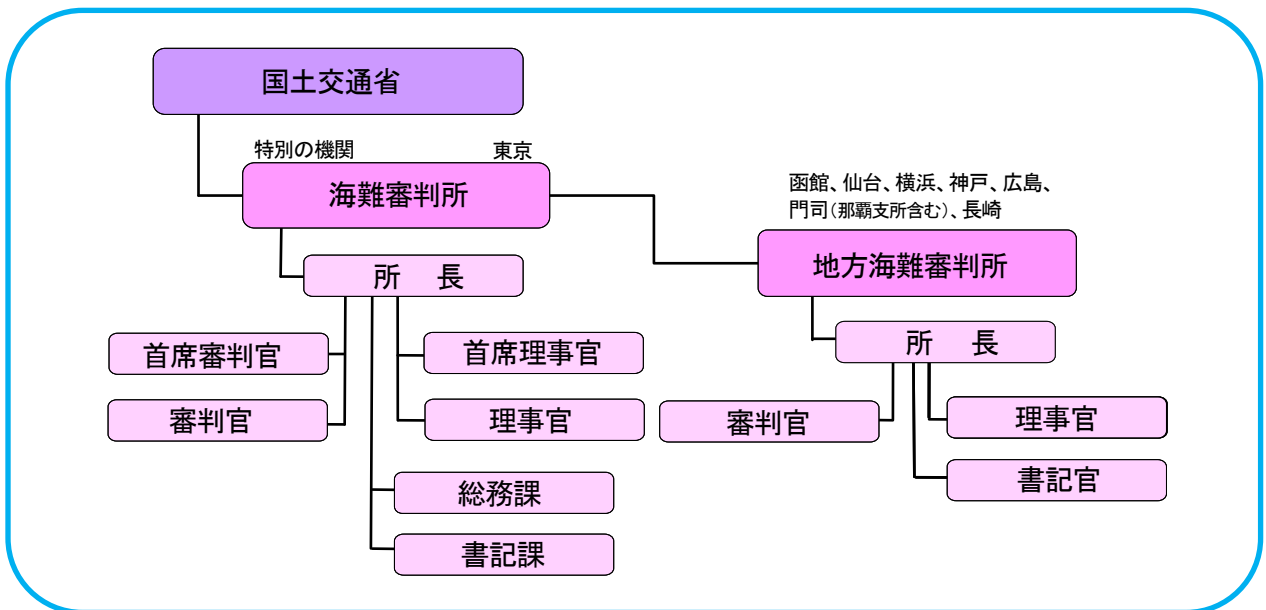 国土交通省
特別の機関
東京
海難審判所
函館、仙台、横浜、神戸、広島、
門司(那覇支所含む)、長崎
地方海難審判所
所　長
首席審判官
首席理事官
審判官
理事官
総務課
書記課
所　長
審判官
理事官
書記官